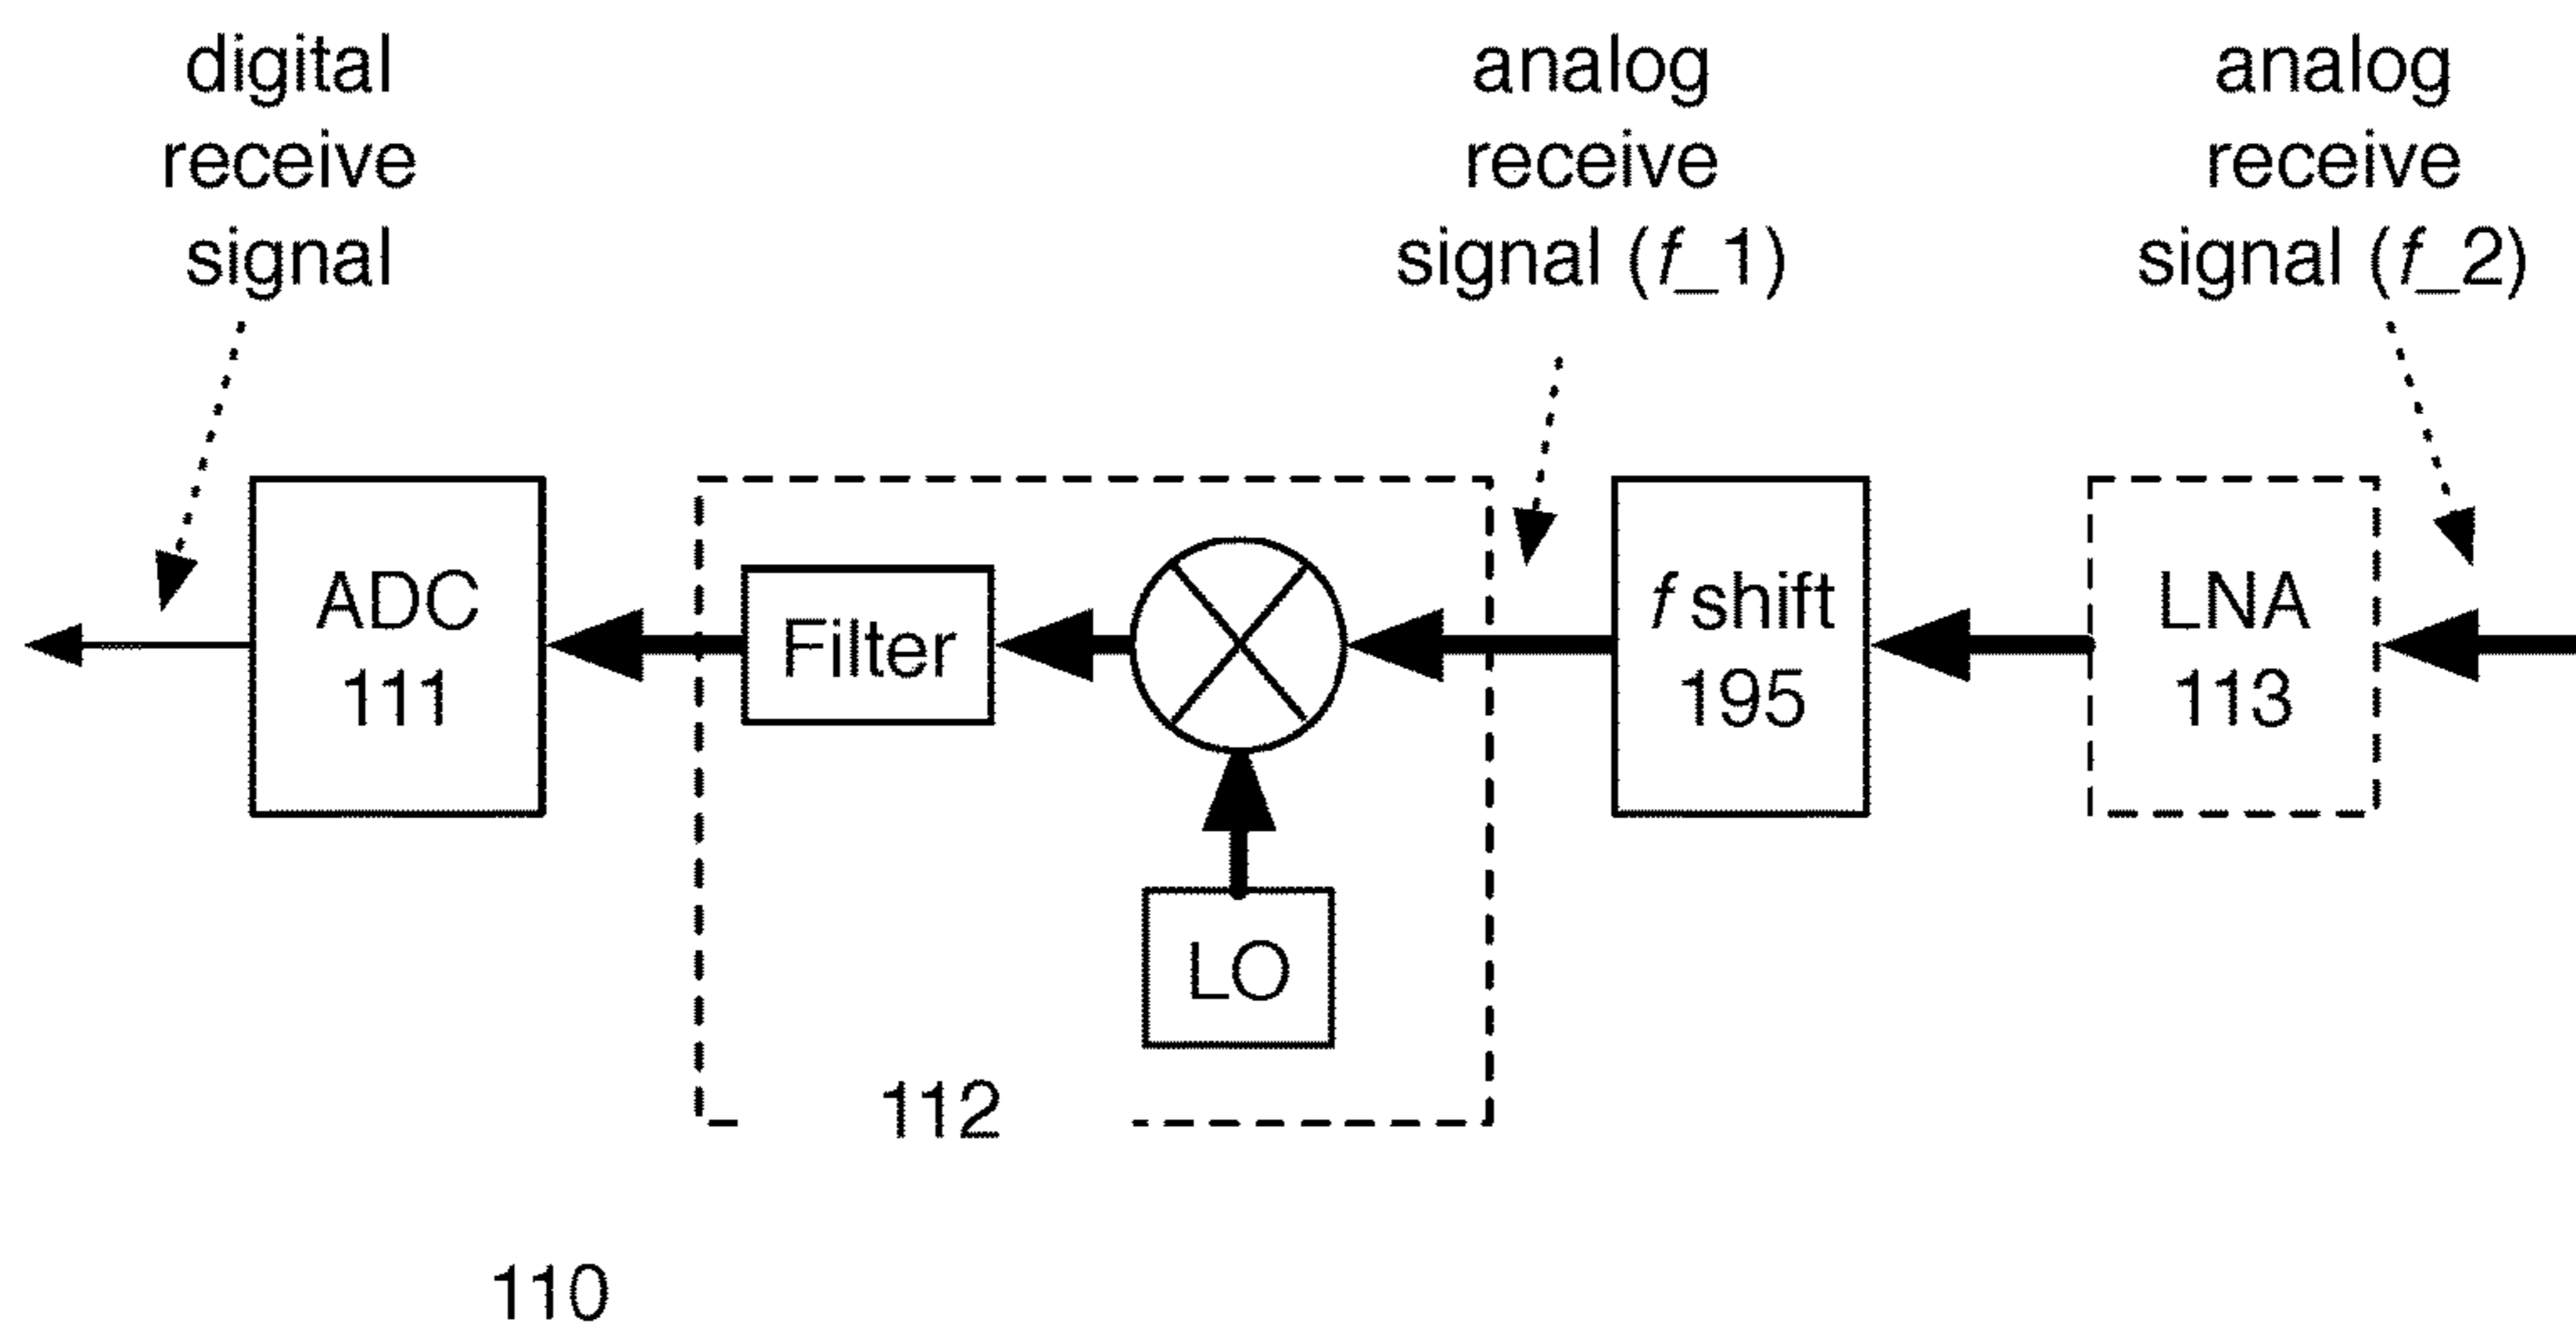 digital
receive
signal
analog
receive
signal (f_1)
analog
receive
signal (f_2)
ADC
111
Filter
f shift
195
LNA
113
LO
112
110